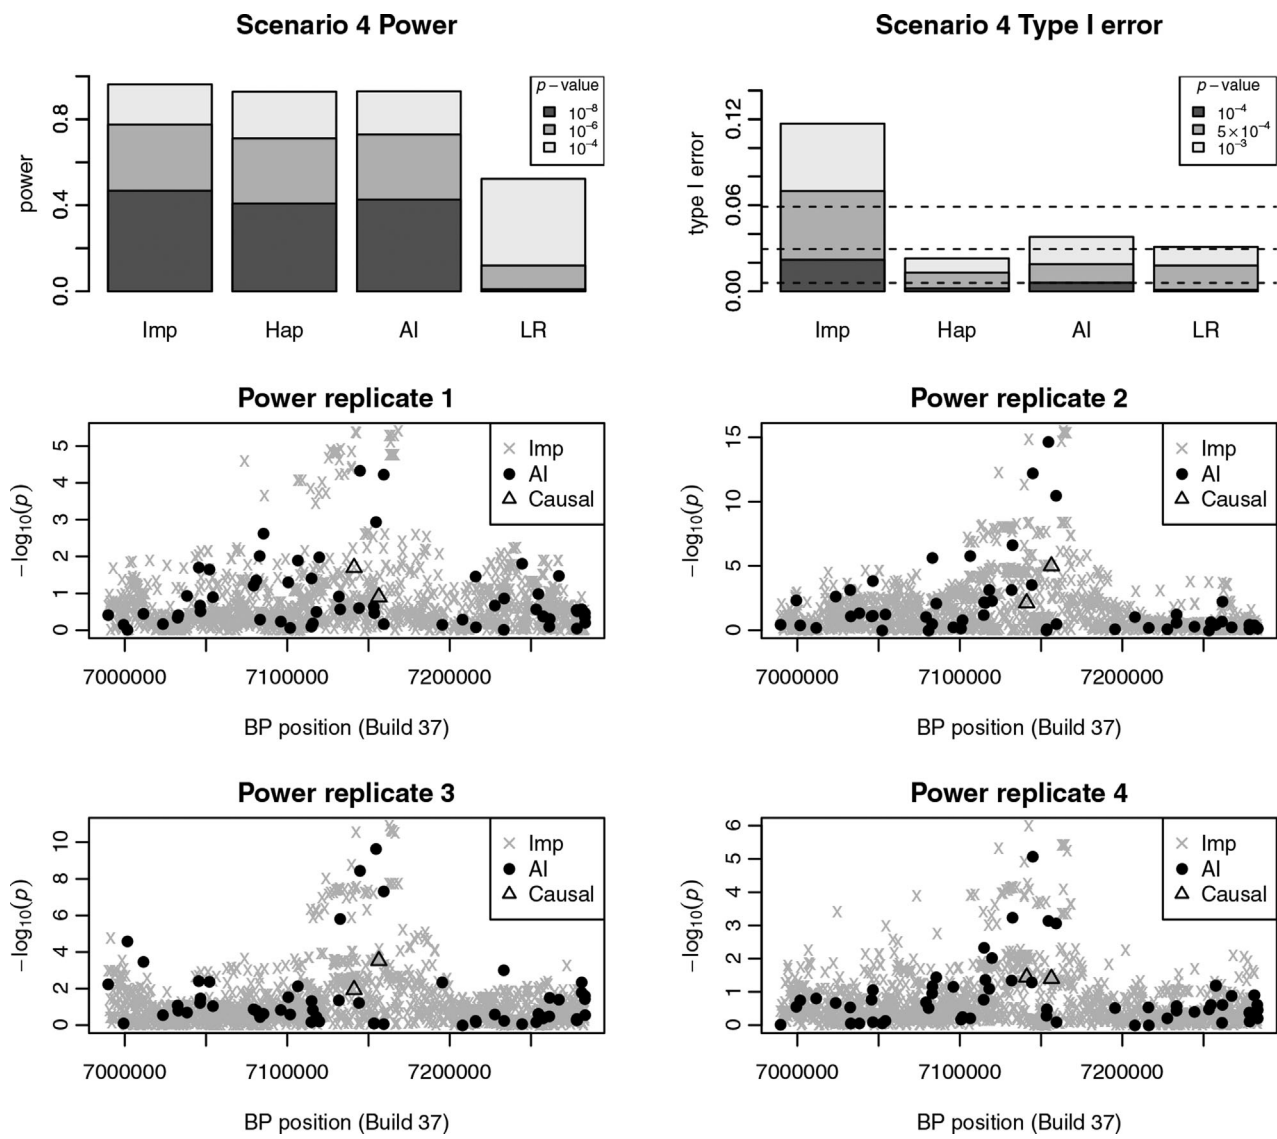 Scenario 4 Power
Scenario 4 Type I error
power
0.0
0.4
0.8
p − value
10⁻⁸
10⁻⁶
10⁻⁴
Imp Hap AI LR
type I error
0.00
0.06
0.12
p − value
10⁻⁴
5×10⁻⁴
10⁻³
Imp Hap AI LR
Power replicate 1
−log₁₀(p)
0 1 2 3 4 5
Imp
AI
Causal
7000000 7100000 7200000
BP position (Build 37)
Power replicate 2
−log₁₀(p)
0 5 10 15
Imp
AI
Causal
7000000 7100000 7200000
BP position (Build 37)
Power replicate 3
−log₁₀(p)
0 2 4 6 8 10
Imp
AI
Causal
7000000 7100000 7200000
BP position (Build 37)
Power replicate 4
−log₁₀(p)
0 1 2 3 4 5 6
Imp
AI
Causal
7000000 7100000 7200000
BP position (Build 37)